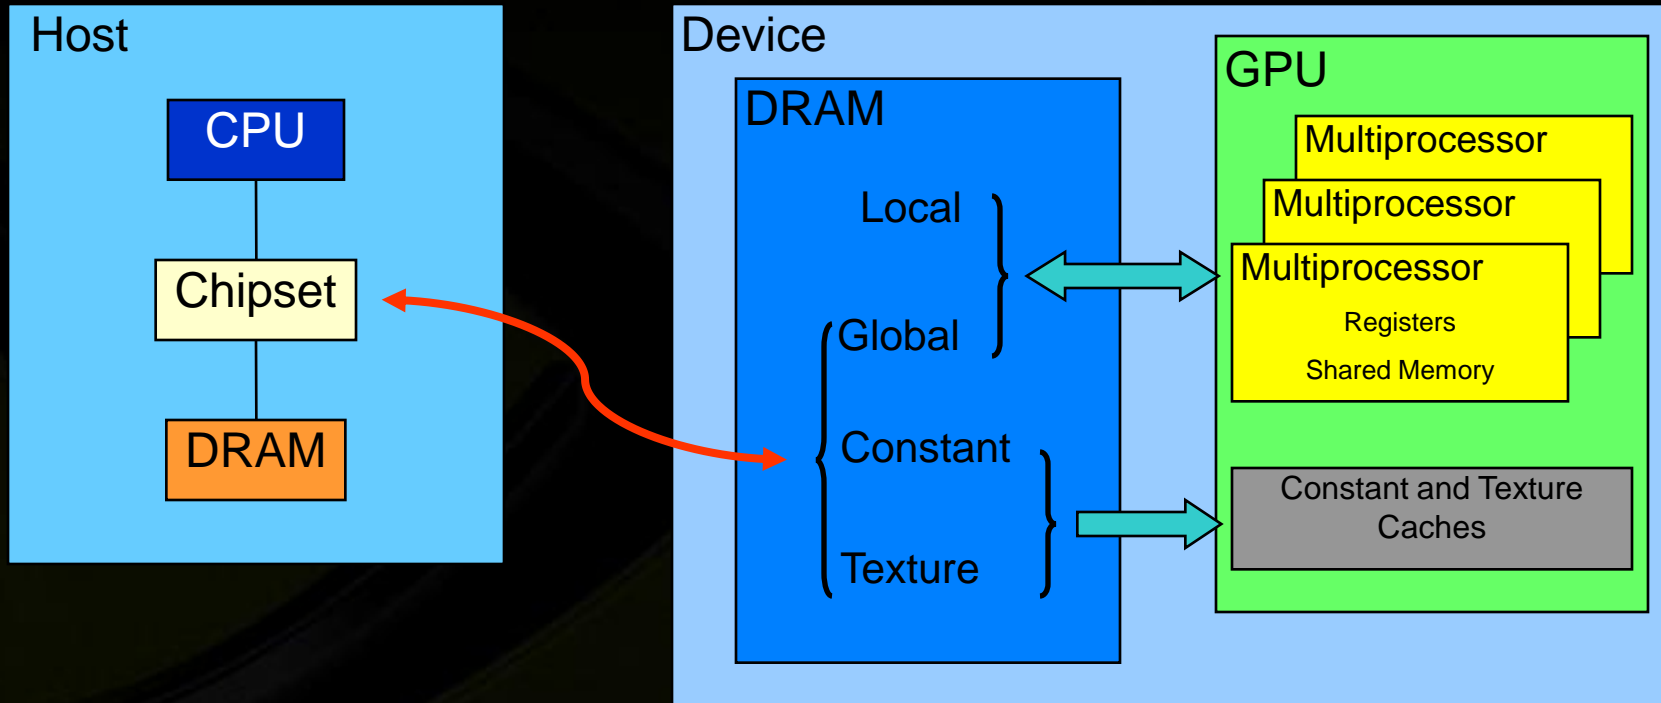 Host
CPU
Chipset
DRAM
Device
DRAM
Local
Global
Constant
Texture
GPU
Multiprocessor
Multiprocessor
Multiprocessor
Registers
Shared Memory
Constant and Texture
Caches